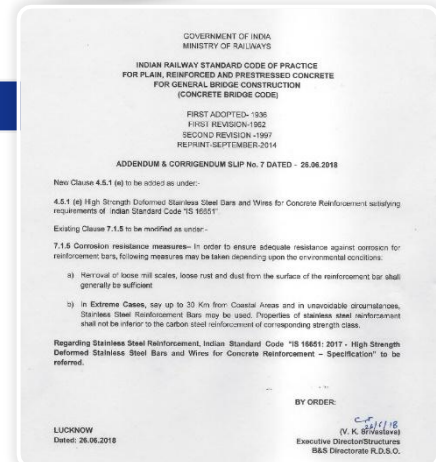 GOVERNMENT OF INDIA
MINISTRY OF RAILWAYS
INDIAN RAILWAY STANDARD CODE OF PRACTICE
FOR PLAIN, REINFORCED AND PRESTRESSED CONCRETE
FOR GENERAL BRIDGE CONSTRUCTION
(CONCRETE BRIDGE CODE)
FIRST ADOPTED- 1936
FIRST REVISION-1962
SECOND REVISION -1997
REPRINT-SEPTEMBER-2014
ADDENDUM & CORRIGENDUM SLIP No. 7 DATED - 26.06.2018
New Clause 4.5.1 (e) to be added as under:-
4.5.1 (e) High Strength Deformed Stainless Steel Bars and Wires for Concrete Reinforcement satisfying
requirements of Indian Standard Code "IS 16651".
Existing Clause 7.1.5 to be modified as under:-
7.1.5 Corrosion resistance measures– In order to ensure adequate resistance against corrosion for
reinforcement bars, following measures may be taken depending upon the environmental conditions:
a) Removal of loose mill scales, loose rust and dust from the surface of the reinforcement bar shall
generally be sufficient
b) In Extreme Cases, say up to 30 Km from Coastal Areas and in unavoidable circumstances,
Stainless Steel Reinforcement Bars may be used. Properties of stainless steel reinforcement
shall not be inferior to the carbon steel reinforcement of corresponding strength class.
Regarding Stainless Steel Reinforcement, Indian Standard Code "IS 16651: 2017 - High Strength
Deformed Stainless Steel Bars and Wires for Concrete Reinforcement – Specification" to be
referred.
BY ORDER:
26/6/18
(V. K. Srivastava)
LUCKNOW
Executive Director/Structures
Dated: 26.06.2018
B&S Directorate R.D.S.O.